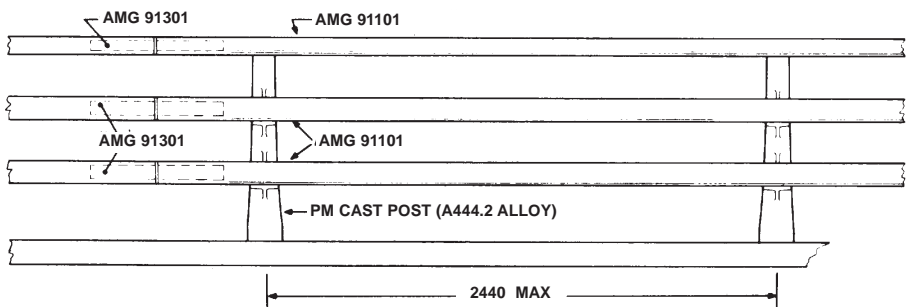 AMG 91301
AMG 91101
AMG 91301
AMG 91101
PM CAST POST (A444.2 ALLOY)
2440 MAX